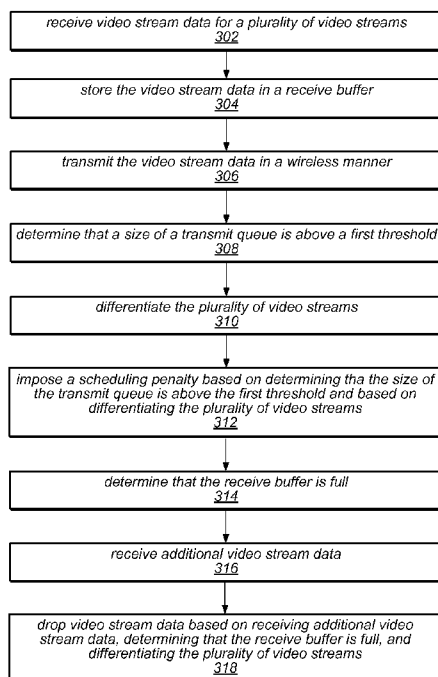 receive video stream data for a plurality of video streams
302
store the video stream data in a receive buffer
304
transmit the video stream data in a wireless manner
306
determine that a size of a transmit queue is above a first threshold
308
differentiate the plurality of video streams
310
impose a scheduling penalty based on determining tha the size of
the transmit queue is above the first threshold and based on
differentiating the plurality of video streams
312
determine that the receive buffer is full
314
receive additional video stream data
316
drop video stream data based on receiving additional video
stream data, determining that the receive buffer is full, and
differentiating the plurality of video streams
318